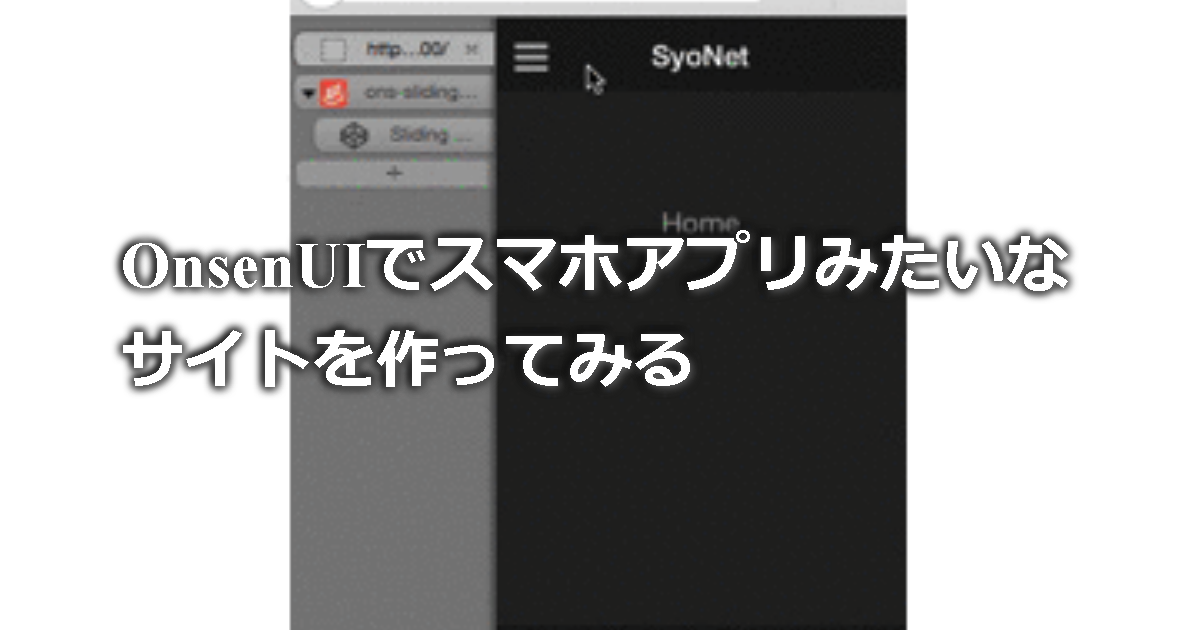 http...00/
SyoNet
ons-sliding...
Sliding ...
Home
OnsenUIでスマホアプリみたいな
サイトを作ってみる